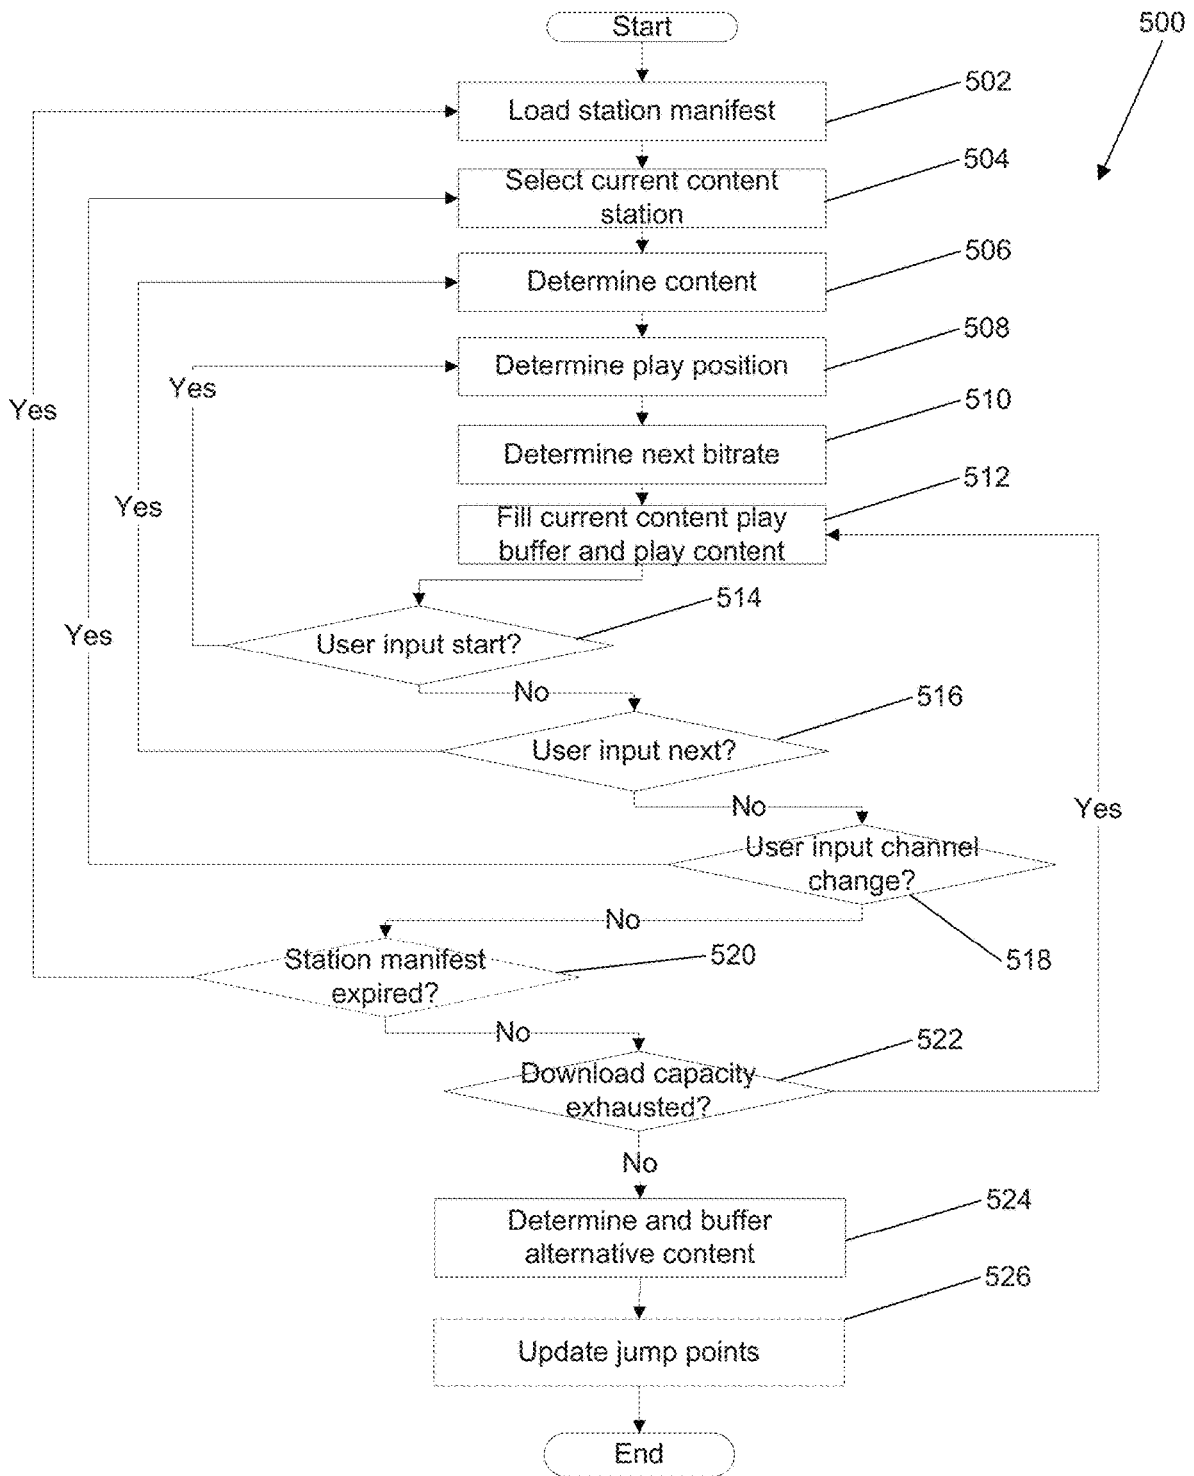 Start
500
Load station manifest
502
Select current content
station
504
Determine content
506
Determine play position
508
Yes
Yes
Determine next bitrate
510
Yes
Fill current content play
buffer and play content
512
User input start?
514
Yes
No
User input next?
516
No
Yes
User input channel
change?
518
No
Station manifest
expired?
520
No
Download capacity
exhausted?
522
No
Determine and buffer
alternative content
524
Update jump points
526
End